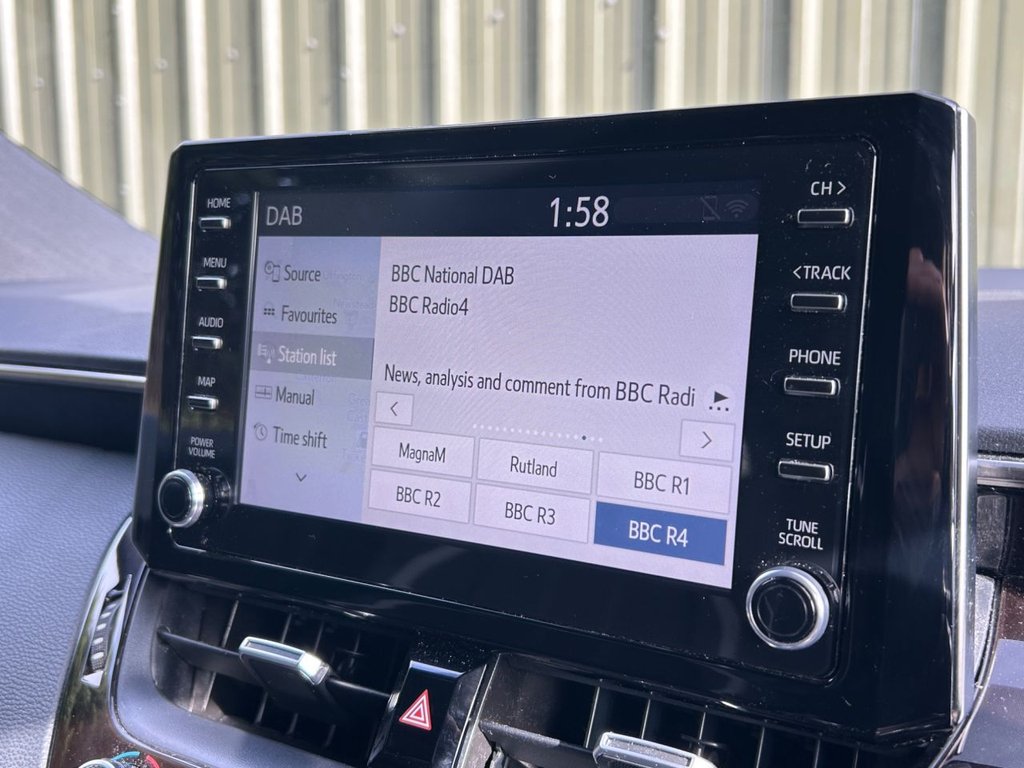 HOME
MENU
AUDIO
MAP
POWER
VOLUME
DAB
1:58
Source
Favourites
Station list
Manual
Time shift
BBC National DAB
BBC Radio4
News, analysis and comment from BBC Radi
MagnaM
Rutland
BBC R1
BBC R2
BBC R3
BBC R4
CH >
<TRACK
PHONE
SETUP
TUNE
SCROLL